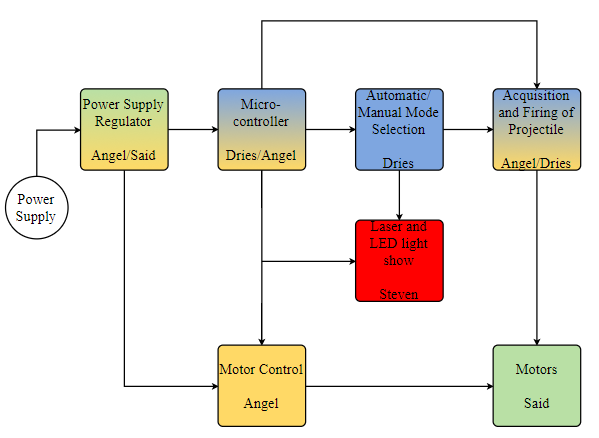 Power Supply
Regulator
Angel/Said
Micro-
controller
Dries/Angel
Automatic/
Manual Mode
Selection
Dries
Acquisition
and Firing of
Projectile
Angel/Dries
Power
Supply
Laser and
LED light
show
Steven
Motor Control
Angel
Motors
Said